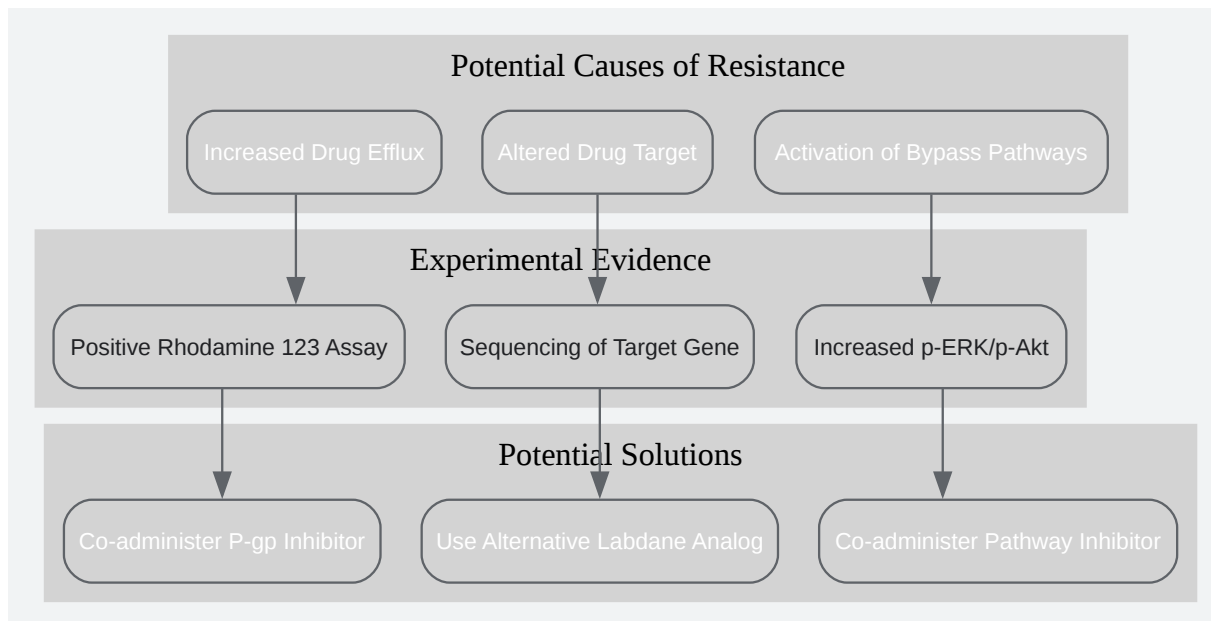 Potential Causes of Resistance
Increased Drug Efflux
Altered Drug Target
Activation of Bypass Pathways
Experimental Evidence
Positive Rhodamine 123 Assay
Sequencing of Target Gene
Increased p-ERK/p-Akt
Potential Solutions
Co-administer P-gp Inhibitor
Use Alternative Labdane Analog
Co-administer Pathway Inhibitor